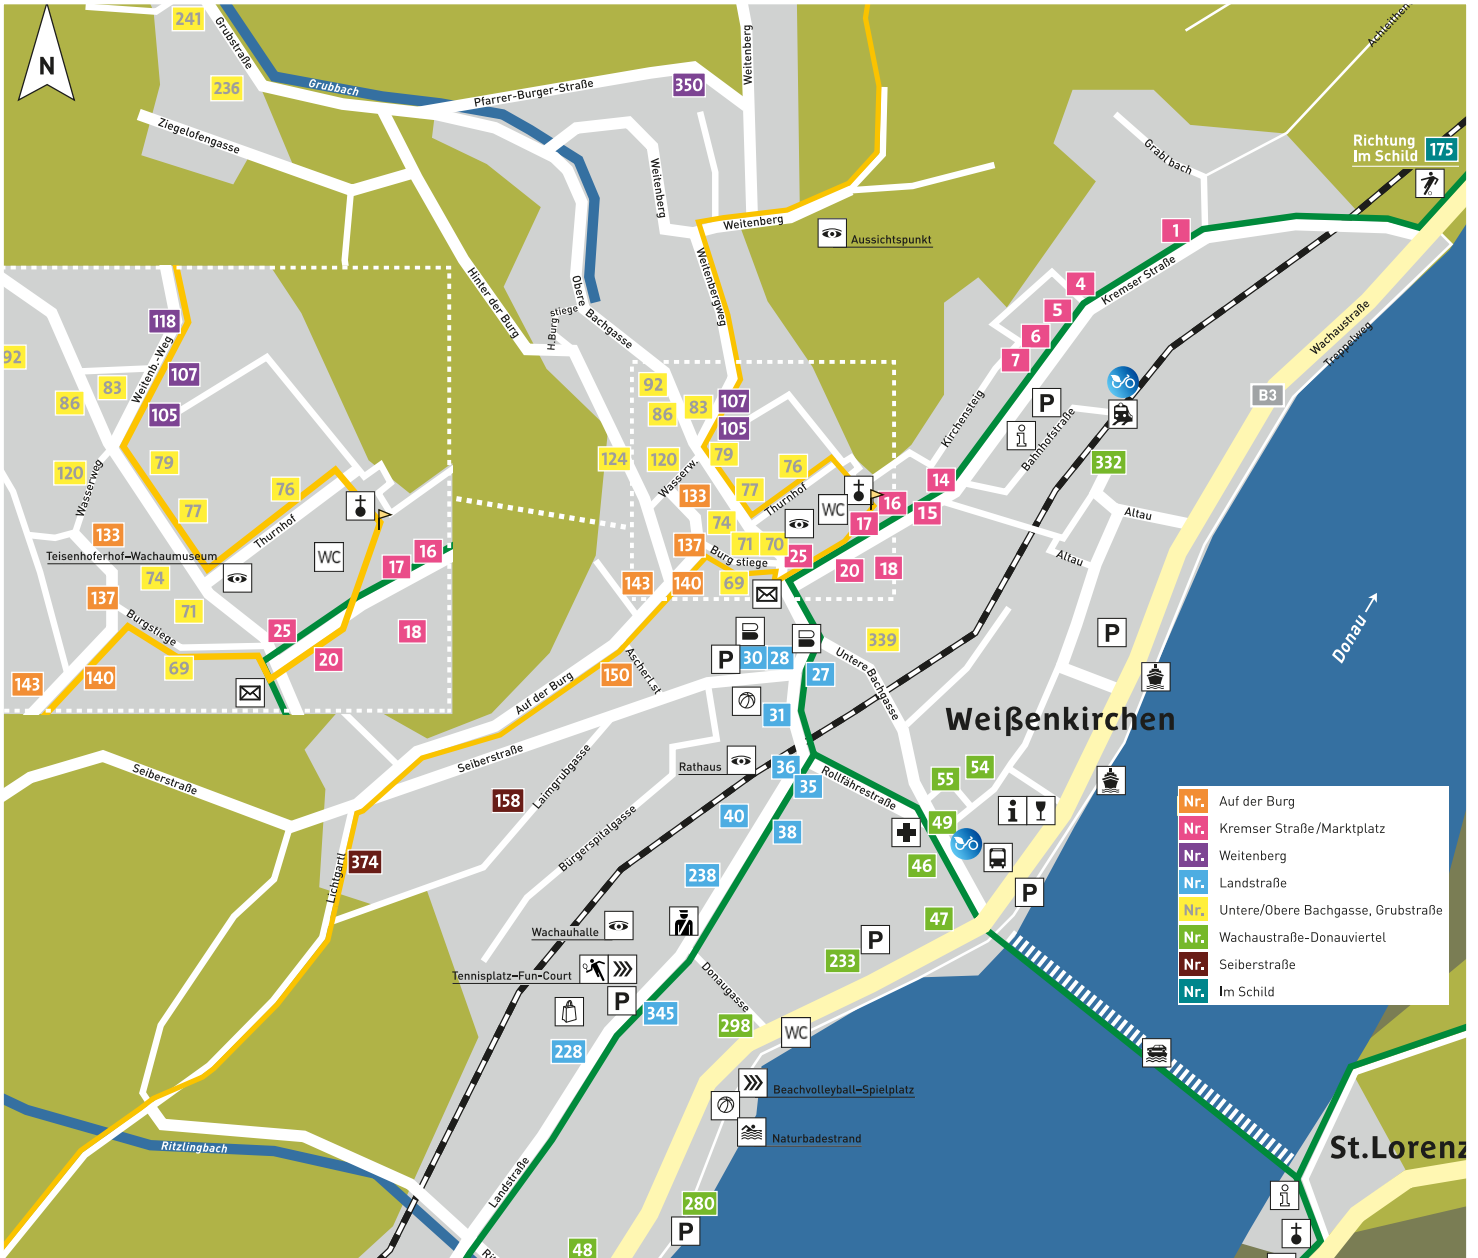 241
Grubstraße
236
Grubbach
Pfarrer-Burger-Straße
350
Weitenberg
Achleithen
N
Ziegelofengasse
Grabl bach
Richtung
Im Schild
175
Weitenberg
Weitenberg
Aussichtspunkt
1
Kremser Straße
Hinter der Burg
Obere Bachgasse
H.Burg stiege
Weitenbergweg
4
5
6
7
Wachaustraße
Treppelweg
B3
118
92
83
86
Weitenb.-Weg
107
105
120
79
Wasserweg
77
76
Thurnhof
133
Teisenhoferhof-Wachaumuseum
WC
74
137
71
Burgstiege
69
25
17
16
18
20
143
140
92
86
83
107
105
124
120
79
76
Wasserw.
133
77
Thurnhof
WC
74
71
70
137
Burg stiege
25
17
16
15
14
20
18
143
140
69
Kirchensteig
P
i
Bahnhofstraße
332
Altau
Altau
P
Donau
339
P
30
28
27
Untere Bachgasse
150
Ascherl.st
Auf der Burg
31
Weißenkirchen
Seiberstraße
Seiberstraße
Laimgrubgasse
Rathaus
36
35
Rollfährestraße
55
54
158
40
38
49
i
Bürgerspitalgasse
46
374
Lichtgartl
238
47
P
Wachauhalle
P
233
Tennisplatz-Fun-Court
P
Donaugasse
345
298
WC
228
Beachvolleyball-Spielplatz
Naturbadestrand
Ritzlingbach
Landstraße
280
P
48
Nr. Auf der Burg
Nr. Kremser Straße/Marktplatz
Nr. Weitenberg
Nr. Landstraße
Nr. Untere/Obere Bachgasse, Grubstraße
Nr. Wachaustraße-Donauviertel
Nr. Seiberstraße
Nr. Im Schild
St.Lorenz
i